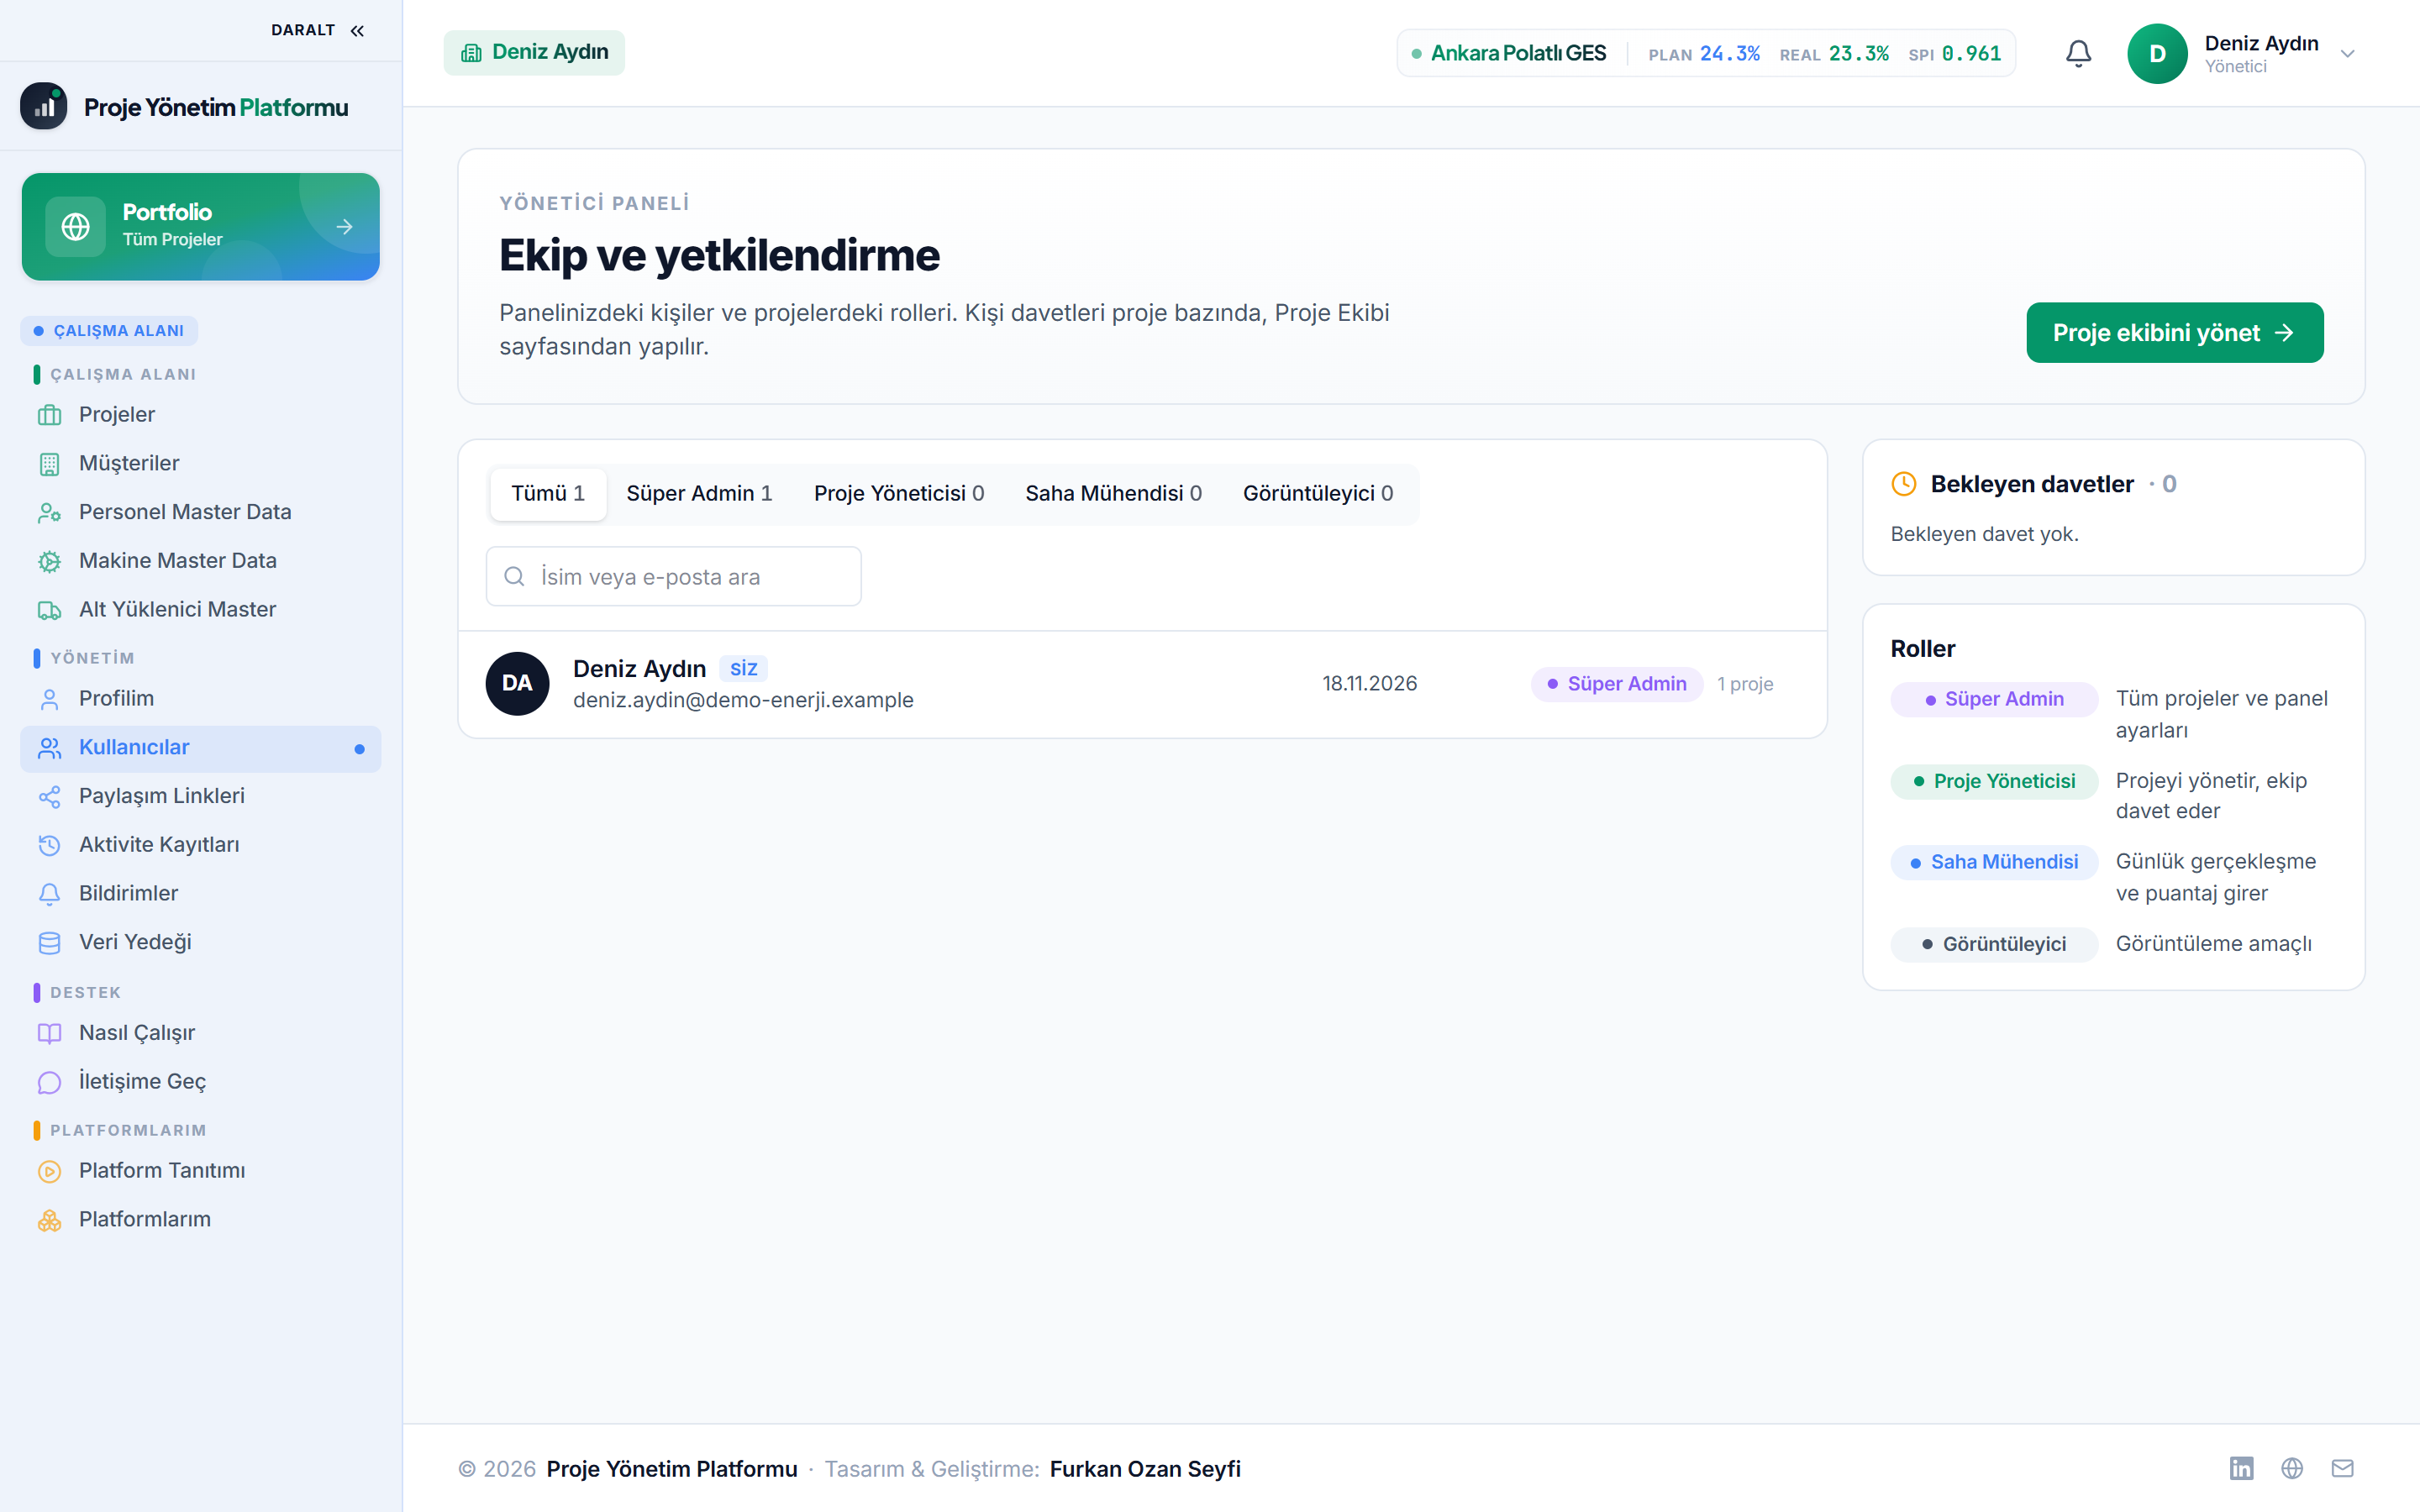 DARALT
Proje Yönetim Platformu
Portfolio
Tüm Projeler
ÇALIŞMA ALANI
ÇALIŞMA ALANI
Projeler
Müşteriler
Personel Master Data
Makine Master Data
Alt Yüklenici Master
YÖNETİM
Profilim
Kullanıcılar
Paylaşım Linkleri
Aktivite Kayıtları
Bildirimler
Veri Yedeği
DESTEK
Nasıl Çalışır
İletişime Geç
PLATFORMLARIM
Platform Tanıtımı
Platformlarım
Deniz Aydın
Ankara Polatlı GES PLAN 24.3% REAL 23.3% SPI 0.961
D
Deniz Aydın
Yönetici
YÖNETİCİ PANELİ
Ekip ve yetkilendirme
Panelinizdeki kişiler ve projelerdeki rolleri. Kişi davetleri proje bazında, Proje Ekibi
sayfasından yapılır.
Proje ekibini yönet
Tümü 1 Süper Admin 1 Proje Yöneticisi 0 Saha Mühendisi 0 Görüntüleyici 0
İsim veya e-posta ara
DA
Deniz Aydın SİZ
deniz.aydin@demo-enerji.example
18.11.2026
Süper Admin 1 proje
Bekleyen davetler · 0
Bekleyen davet yok.
Roller
Süper Admin Tüm projeler ve panel
ayarları
Proje Yöneticisi Projeyi yönetir, ekip
davet eder
Saha Mühendisi Günlük gerçekleşme
ve puantaj girer
Görüntüleyici Görüntüleme amaçlı
© 2026 Proje Yönetim Platformu · Tasarım & Geliştirme: Furkan Ozan Seyfi
in